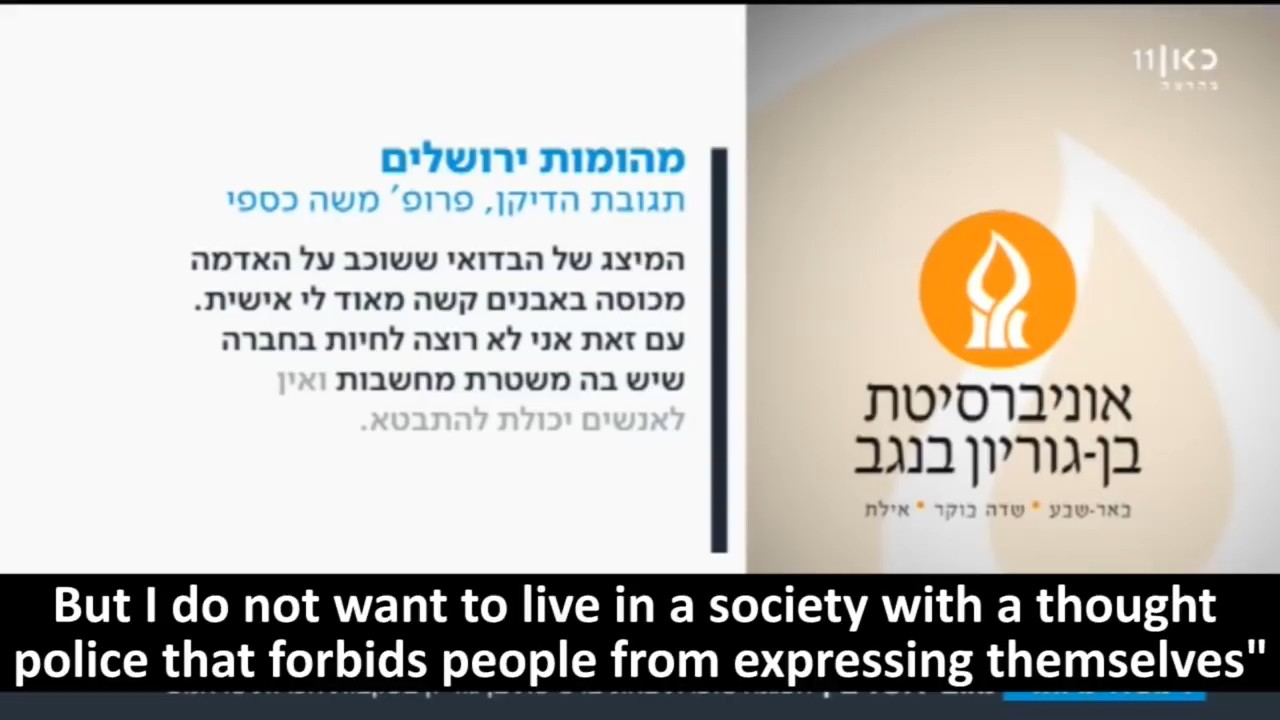 כאן 11
בהרצה
מהומות ירושלים
תגובת הדיקן, פרופ׳ משה כספי
המיצג של הבדואי ששוכב על האדמה
מכוסה באבנים קשה מאוד לי אישית.
עם זאת אני לא רוצה לחיות בחברה
שיש בה משטרת מחשבות ואין
לאנשים יכולת להתבטא.
אוניברסיטת
בן-גוריון בנגב
באר-שבע • שדה בוקר • אילת
But I do not want to live in a society with a thought
police that forbids people from expressing themselves"